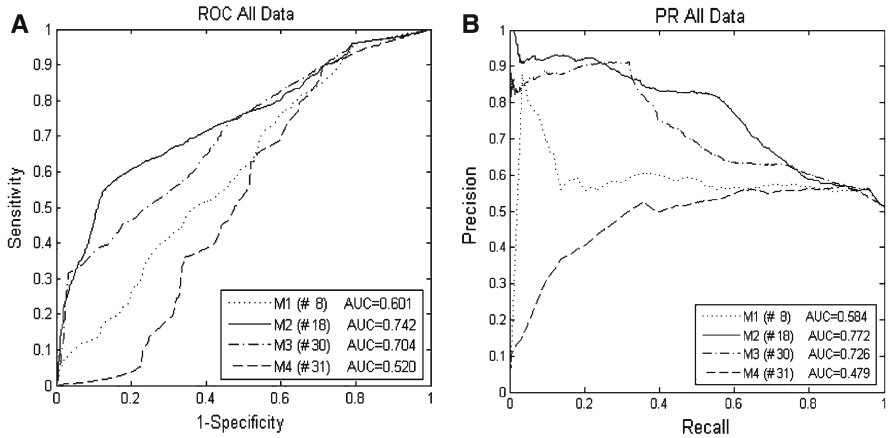 A
ROC All Data
Sensitivity
1
0.9
0.8
0.7
0.6
0.5
0.4
0.3
0.2
0.1
0
0.2
0.4
0.6
0.8
1
1-Specificity
M1 (# 8) AUC=0.601
M2 (#18) AUC=0.742
M3 (#30) AUC=0.704
M4 (#31) AUC=0.520
B
PR All Data
Precision
1
0.9
0.8
0.7
0.6
0.5
0.4
0.3
0.2
0.1
0
0
0.2
0.4
0.6
0.8
1
Recall
M1 (# 8) AUC=0.584
M2 (#18) AUC=0.772
M3 (#30) AUC=0.726
M4 (#31) AUC=0.479